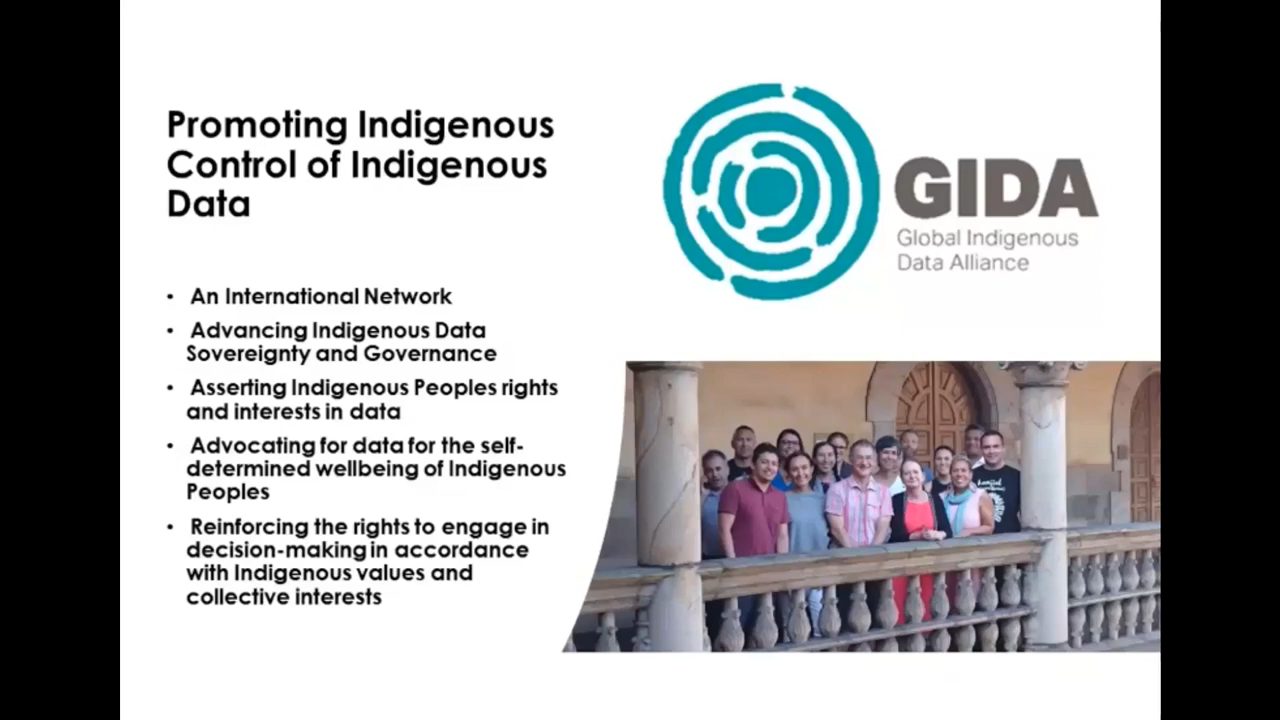 Promoting Indigenous
Control of Indigenous
Data
• An International Network
• Advancing Indigenous Data
Sovereignty and Governance
• Asserting Indigenous Peoples rights
and interests in data
• Advocating for data for the self-
determined wellbeing of Indigenous
Peoples
• Reinforcing the rights to engage in
decision-making in accordance
with Indigenous values and
collective interests
GIDA
Global Indigenous
Data Alliance